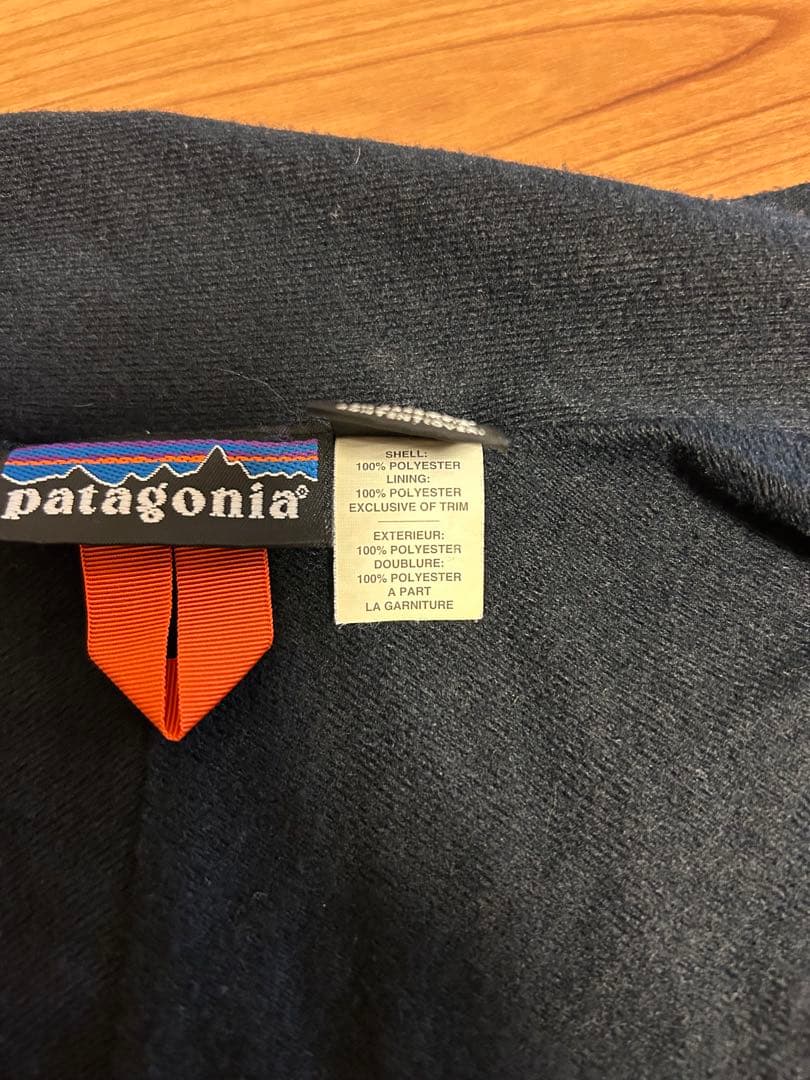 patagonia®
SHELL:
100% POLYESTER
LINING:
100% POLYESTER
EXCLUSIVE OF TRIM
EXTERIEUR:
100% POLYESTER
DOUBLURE:
100% POLYESTER
A PART
LA GARNITURE